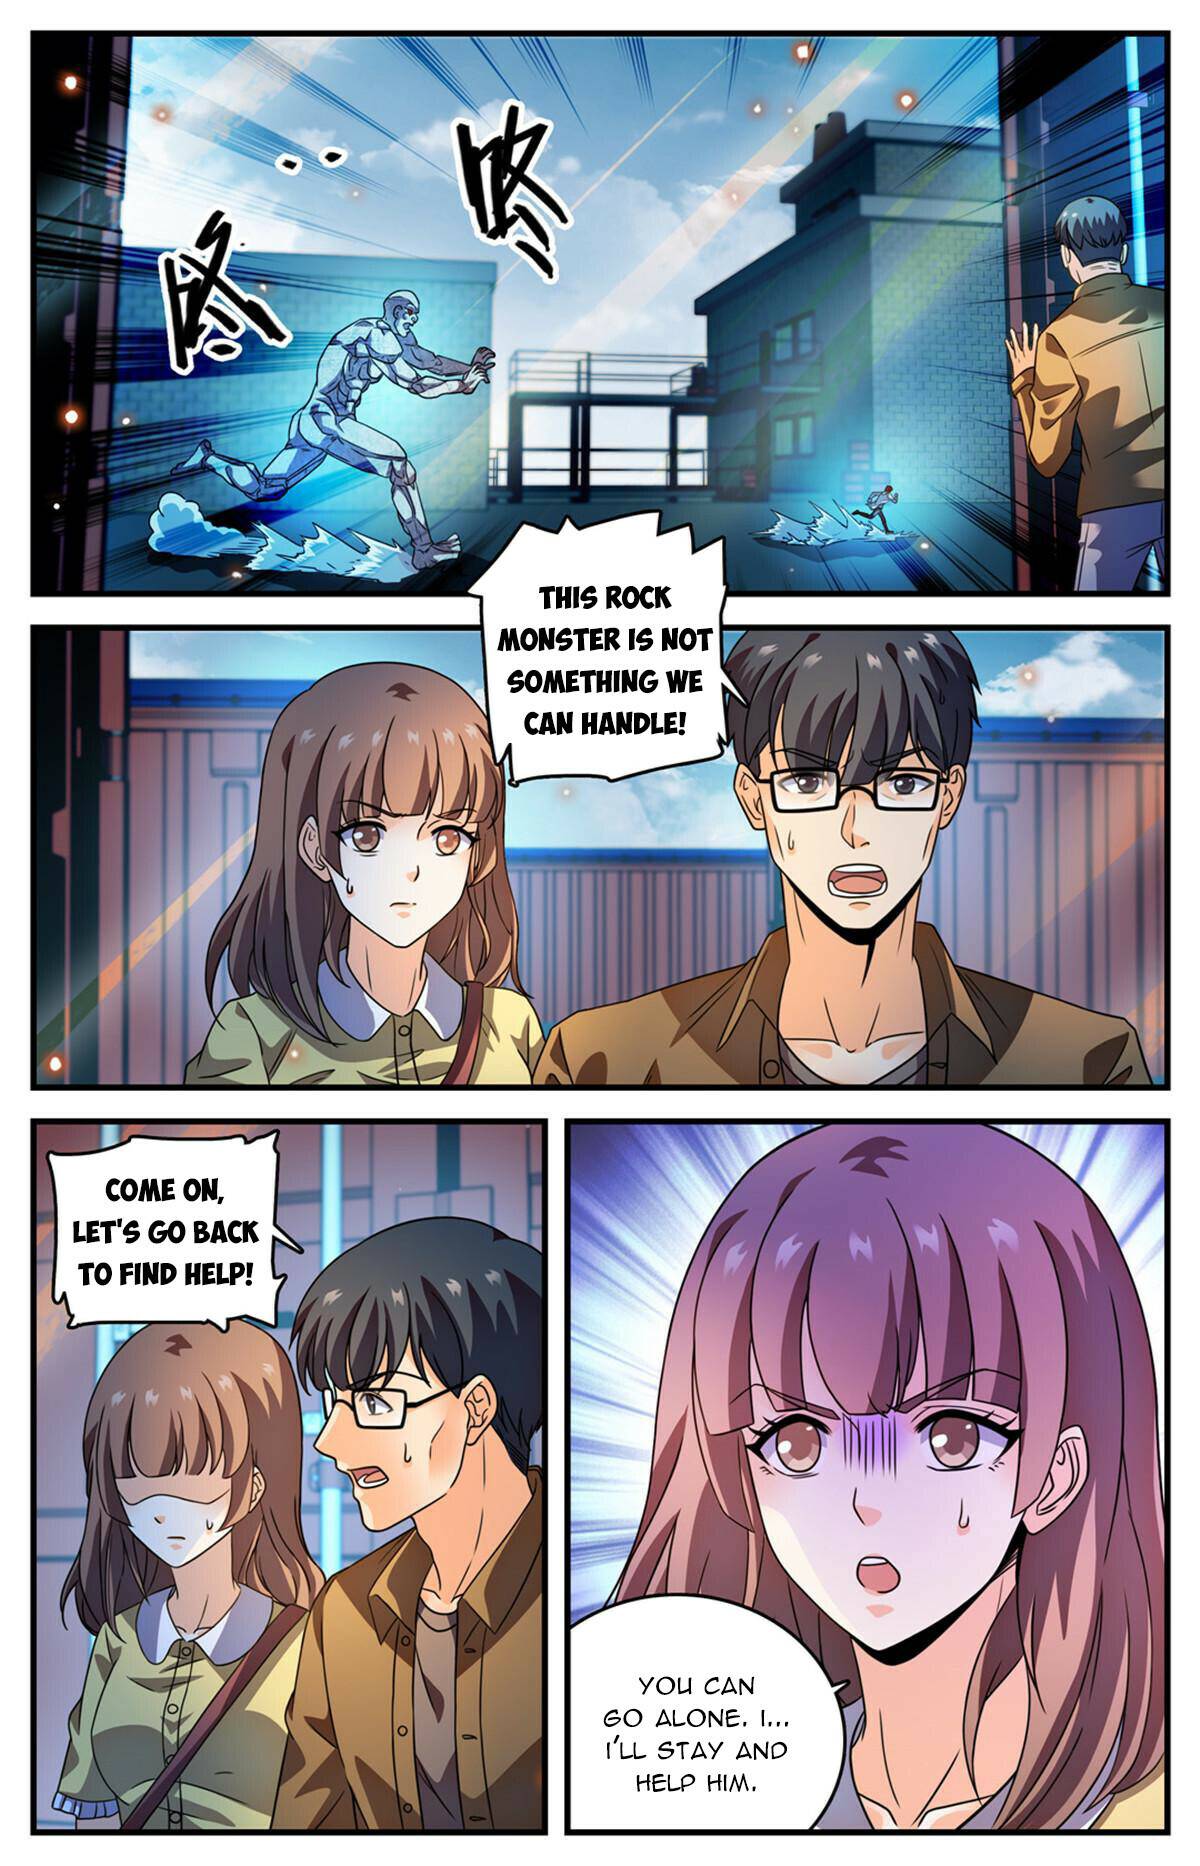 咚
咚
THIS ROCK
MONSTER IS NOT
SOMETHING WE
CAN HANDLE!
COME ON,
LET'S GO BACK
TO FIND HELP!
YOU CAN
GO ALONE. I...
I'LL STAY AND
HELP HIM.